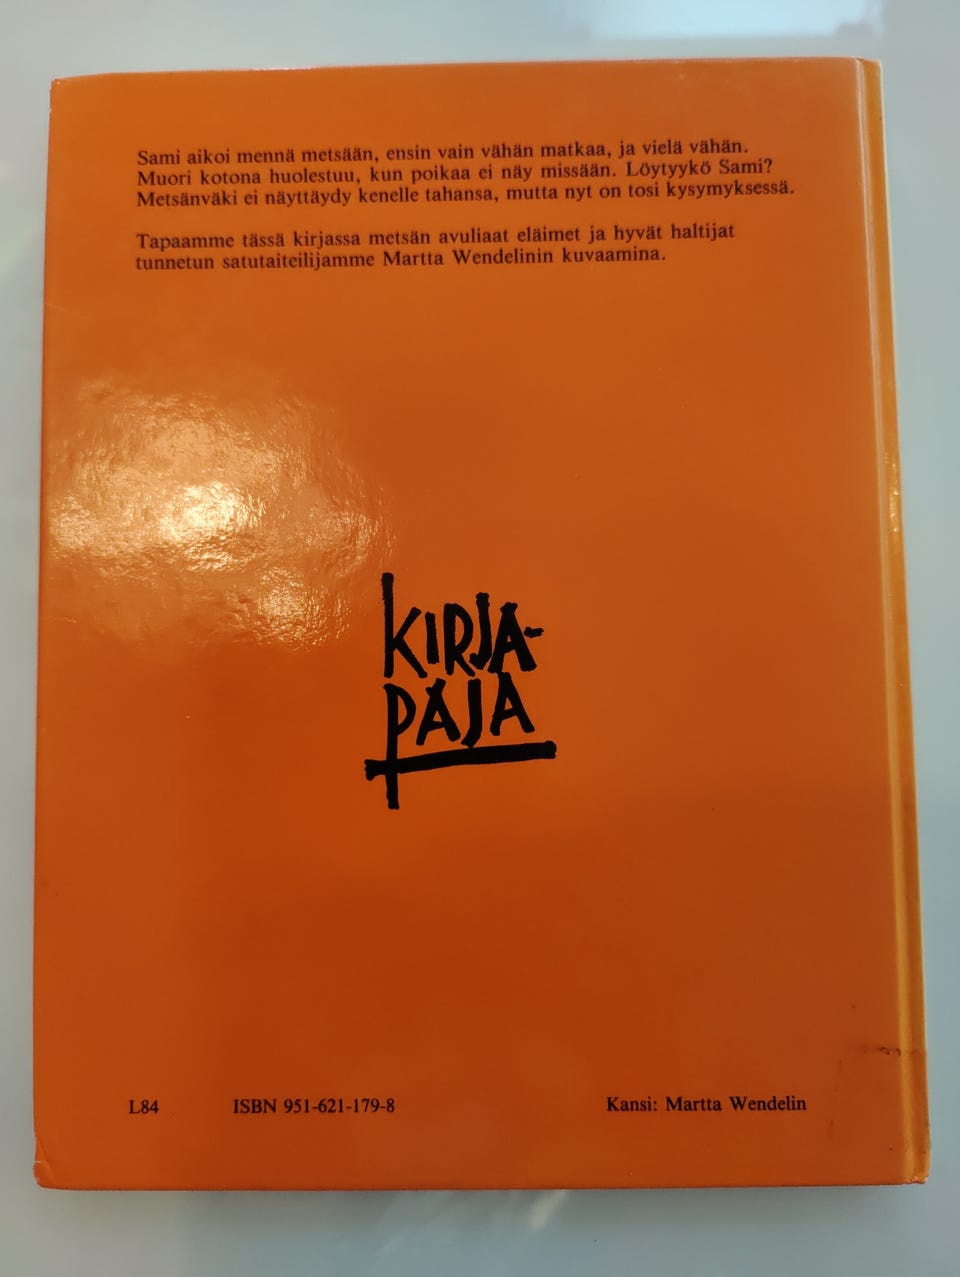 Sami aikoi mennä metsään, ensin vain vähän matkaa, ja vielä vähän.
Muori kotona huolestuu, kun poikaa ei näy missään. Löytyykö Sami?
Metsänväki ei näyttäydy kenelle tahansa, mutta nyt on tosi kysymyksessä.
Tapaamme tässä kirjassa metsän avuliaat eläimet ja hyvät haltijat
tunnetun satutaiteilijamme Martta Wendelinin kuvaamina.
KIRJA-
PAJA
L84 ISBN 951-621-179-8 Kansi: Martta Wendelin